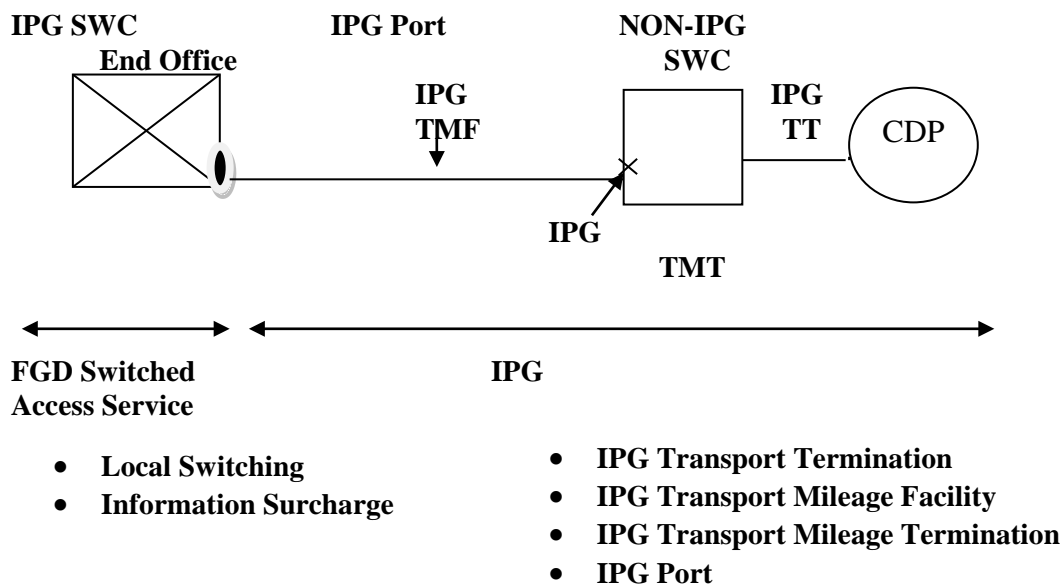 IPG SWC
End Office
IPG Port
NON-IPG
SWC
IPG
TMF
IPG
TT
CDP
IPG
TMT
FGD Switched
Access Service
IPG
• Local Switching
• Information Surcharge
• IPG Transport Termination
• IPG Transport Mileage Facility
• IPG Transport Mileage Termination
• IPG Port